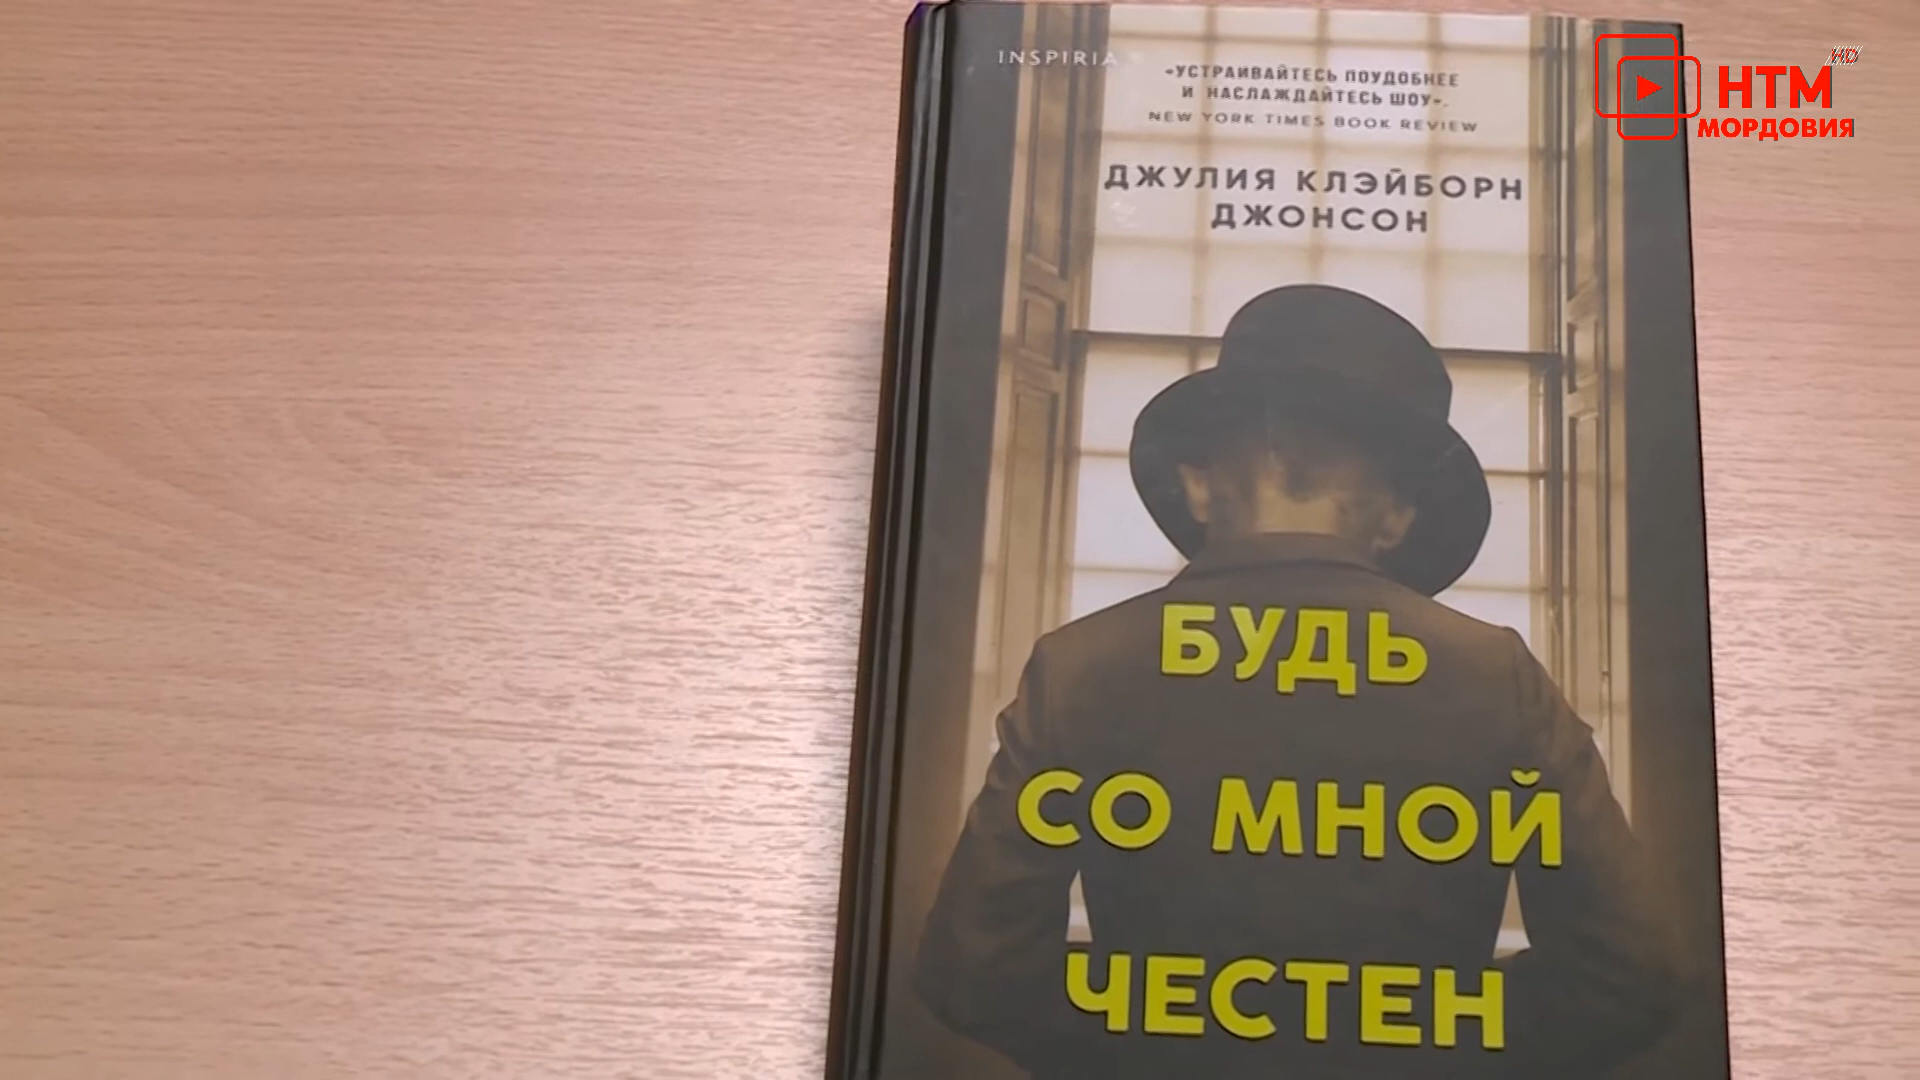 INSPIRIA
«УСТРАИВАЙТЕСЬ ПОУДОБНЕЕ
И НАСЛАЖДАЙТЕСЬ ШОУ».
NEW YORK TIMES BOOK REVIEW
ДЖУЛИЯ КЛЭЙБОРН
ДЖОНСОН
БУДЬ
СО МНОЙ
ЧЕСТЕН
НТМ HD
МОРДОВИЯ